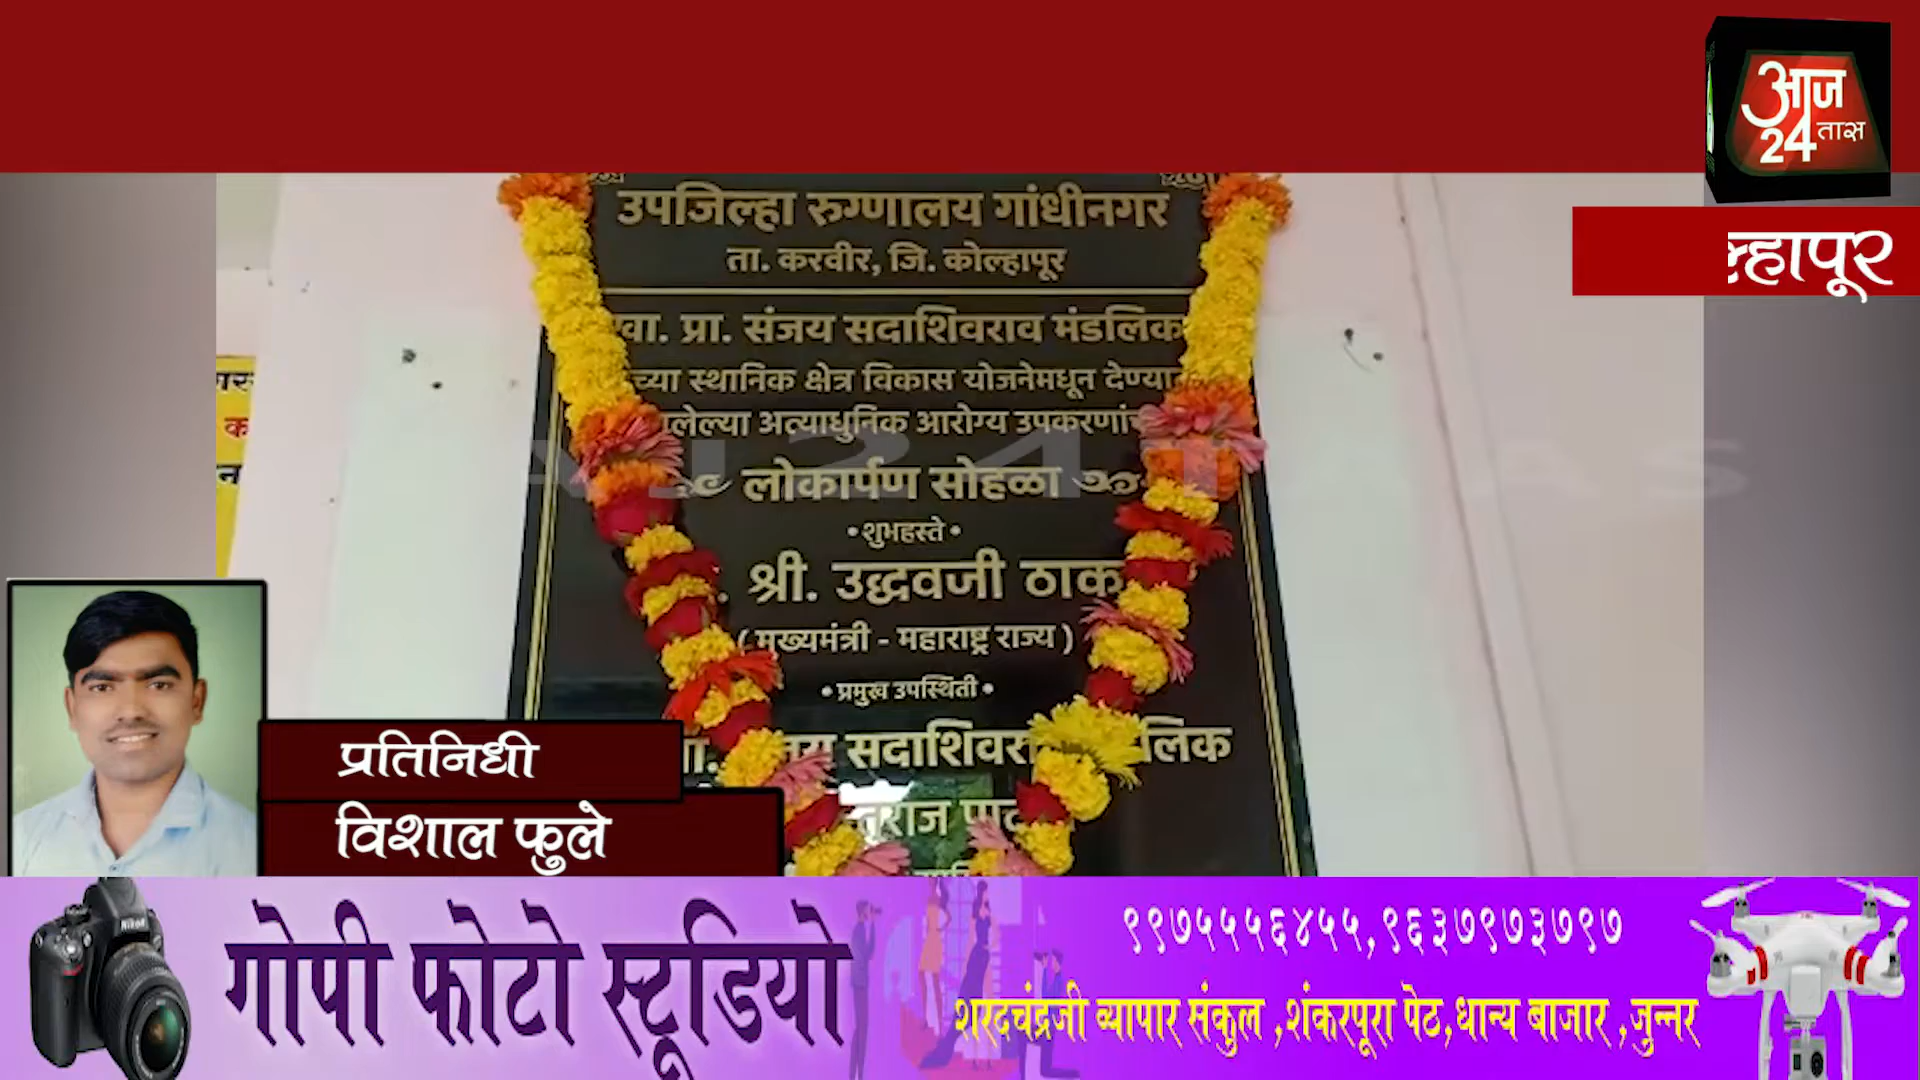 आज
24 तास
ल्हापूर
उपजिल्हा रुग्णालय गांधीनगर
ता. करवीर, जि. कोल्हापूर
खा. प्रा. संजय सदाशिवराव मंडलिक
च्या स्थानिक क्षेत्र विकास योजनेमधून देण्या
लेल्या अत्याधुनिक आरोग्य उपकरणां
लोकार्पण सोहळा
•शुभहस्ते•
श्री. उद्धवजी ठाक
( मुख्यमंत्री - महाराष्ट्र राज्य )
•प्रमुख उपस्थिती•
सदाशिवरा लिक
तुराज पाट
प्रतिनिधी
विशाल फुले
Nikon
गोपी फोटो स्टूडियो
९९७५५५६४५५,९६३७९७३७९७
शरदचंद्रजी व्यापार संकुल ,शंकरपूरा पेठ,धान्य बाजार ,जुन्नर